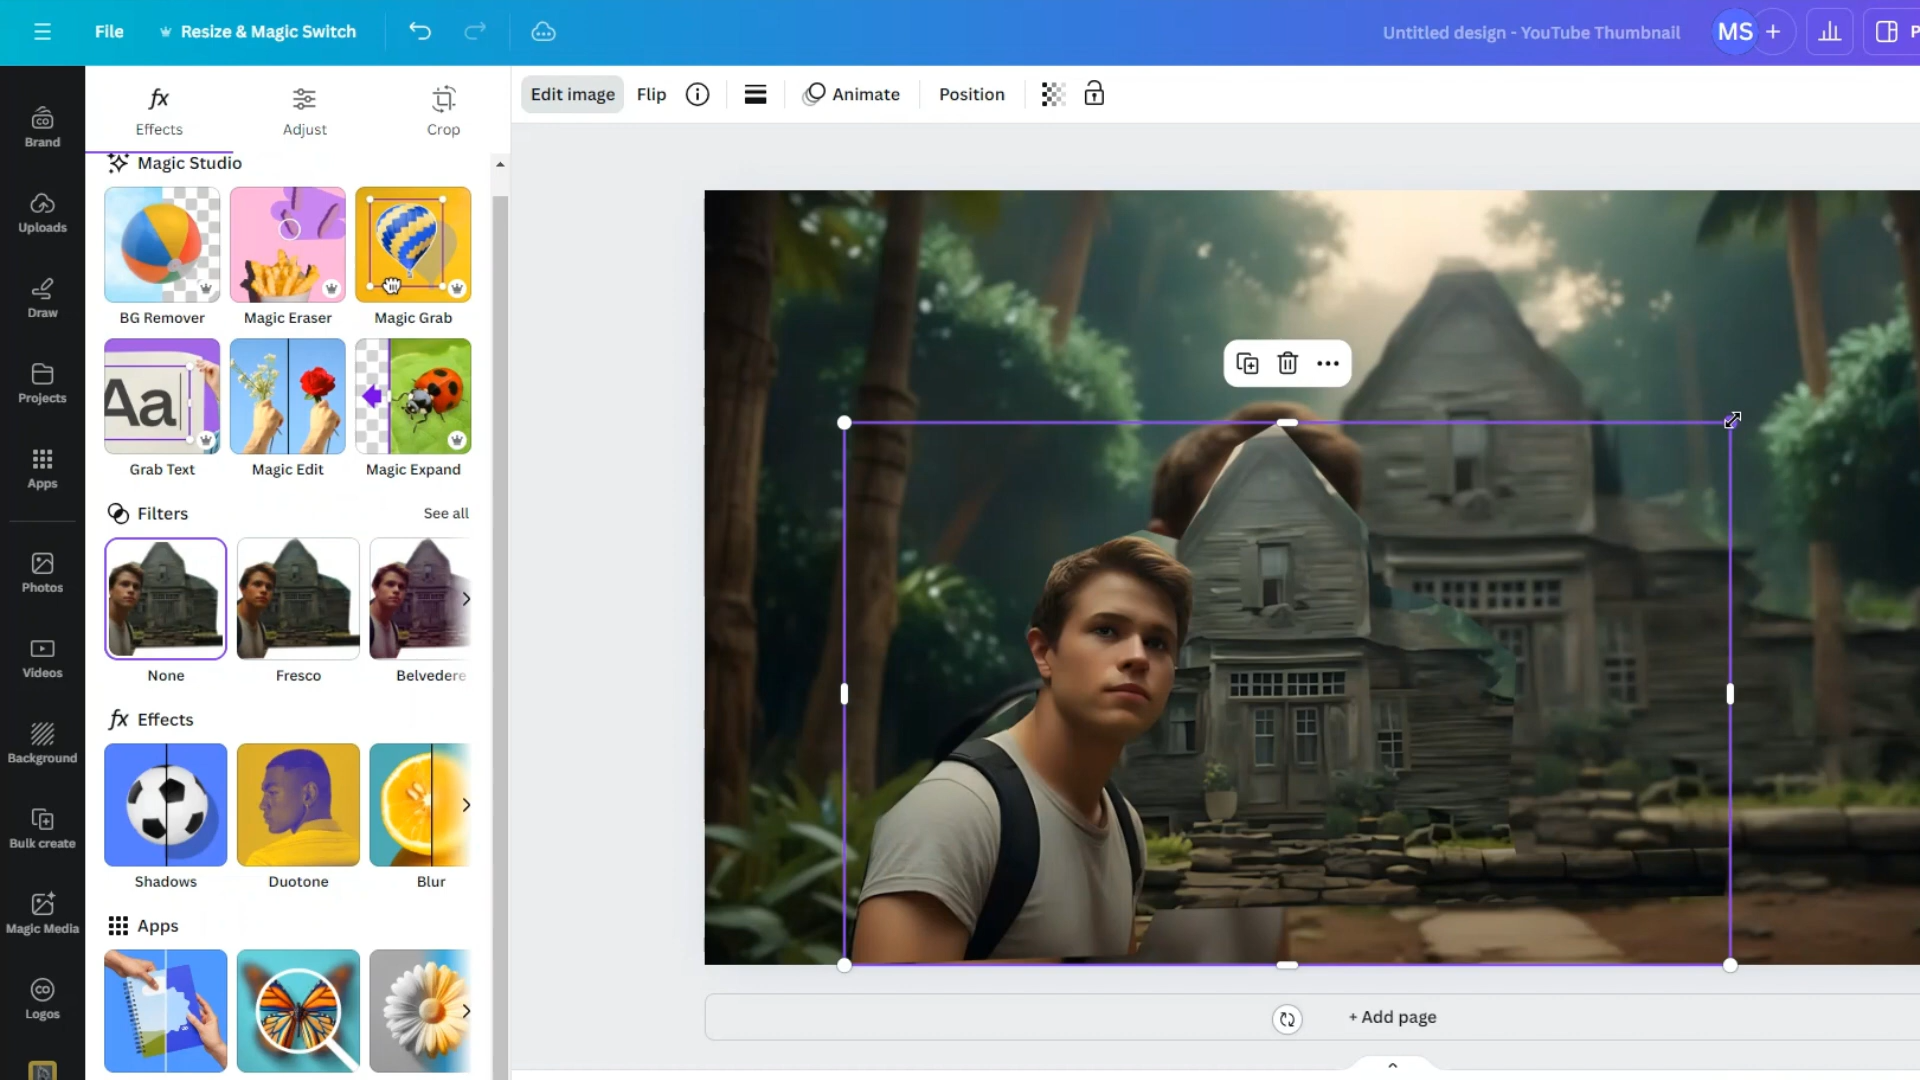 File
Resize & Magic Switch
Untitled design - YouTube Thumbnail
MS
P
Effects
Adjust
Crop
Edit image
Flip
Animate
Position
Brand
Uploads
Draw
Projects
Apps
Photos
Videos
Background
Bulk create
Magic Media
Logos
Magic Studio
BG Remover
Magic Eraser
Magic Grab
Aa
Grab Text
Magic Edit
Magic Expand
Filters
See all
None
Fresco
Belvedere
fx Effects
Shadows
Duotone
Blur
Apps
+ Add page